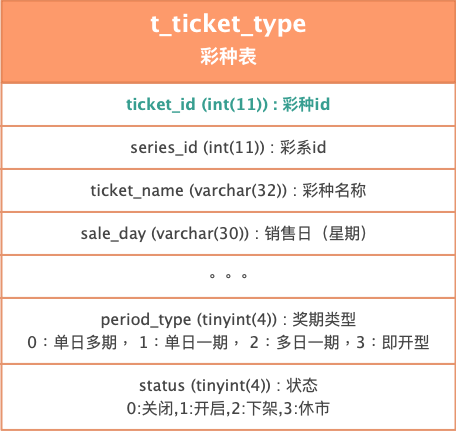 t_ticket_type
彩种表
ticket_id (int(11)) : 彩种id
series_id (int(11)) : 彩系id
ticket_name (varchar(32)) : 彩种名称
sale_day (varchar(30)) : 销售日（星期）
。。。
period_type (tinyint(4)) : 奖期类型
0：单日多期， 1：单日一期， 2：多日一期，3：即开型
status (tinyint(4)) : 状态
0:关闭,1:开启,2:下架,3:休市